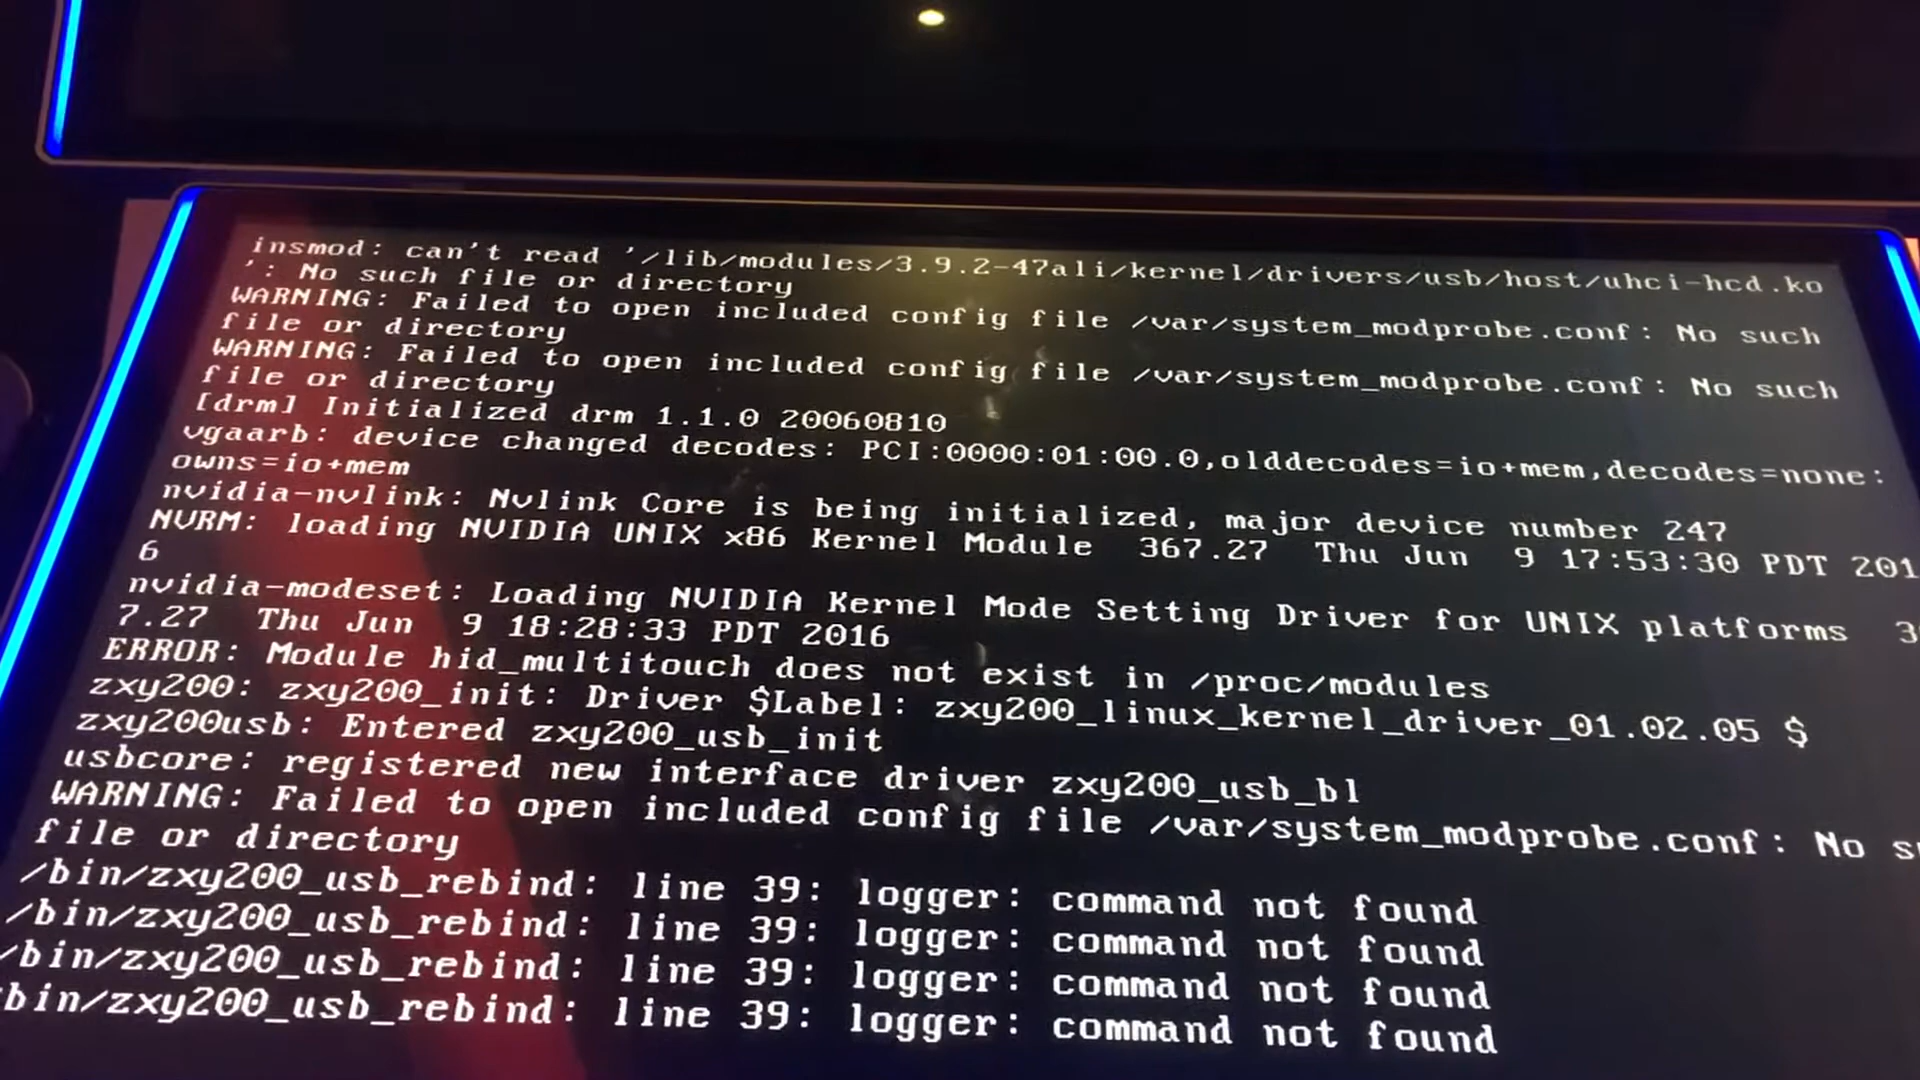 insmod: can't read '/lib/modules/3.9.2-47ali/kernel/drivers/usb/host/uhci-hcd.ko
': No such file or directory
WARNING: Failed to open included config file /var/system_modprobe.conf: No such
file or directory
WARNING: Failed to open included config file /var/system_modprobe.conf: No such
file or directory
[drm] Initialized drm 1.1.0 20060810
vgaarb: device changed decodes: PCI:0000:01:00.0,olddecodes=io+mem,decodes=none:
owns=io+mem
nvidia-nvlink: Nvlink Core is being initialized, major device number 247
NVRM: loading NVIDIA UNIX x86 Kernel Module  367.27  Thu Jun  9 17:53:30 PDT 201
6
nvidia-modeset: Loading NVIDIA Kernel Mode Setting Driver for UNIX platforms  3
7.27  Thu Jun  9 18:28:33 PDT 2016
ERROR: Module hid_multitouch does not exist in /proc/modules
zxy200: zxy200_init: Driver $Label: zxy200_linux_kernel_driver_01.02.05 $
zxy200usb: Entered zxy200_usb_init
usbcore: registered new interface driver zxy200_usb_bl
WARNING: Failed to open included config file /var/system_modprobe.conf: No s
file or directory
/bin/zxy200_usb_rebind: line 39: logger: command not found
/bin/zxy200_usb_rebind: line 39: logger: command not found
/bin/zxy200_usb_rebind: line 39: logger: command not found
bin/zxy200_usb_rebind: line 39: logger: command not found